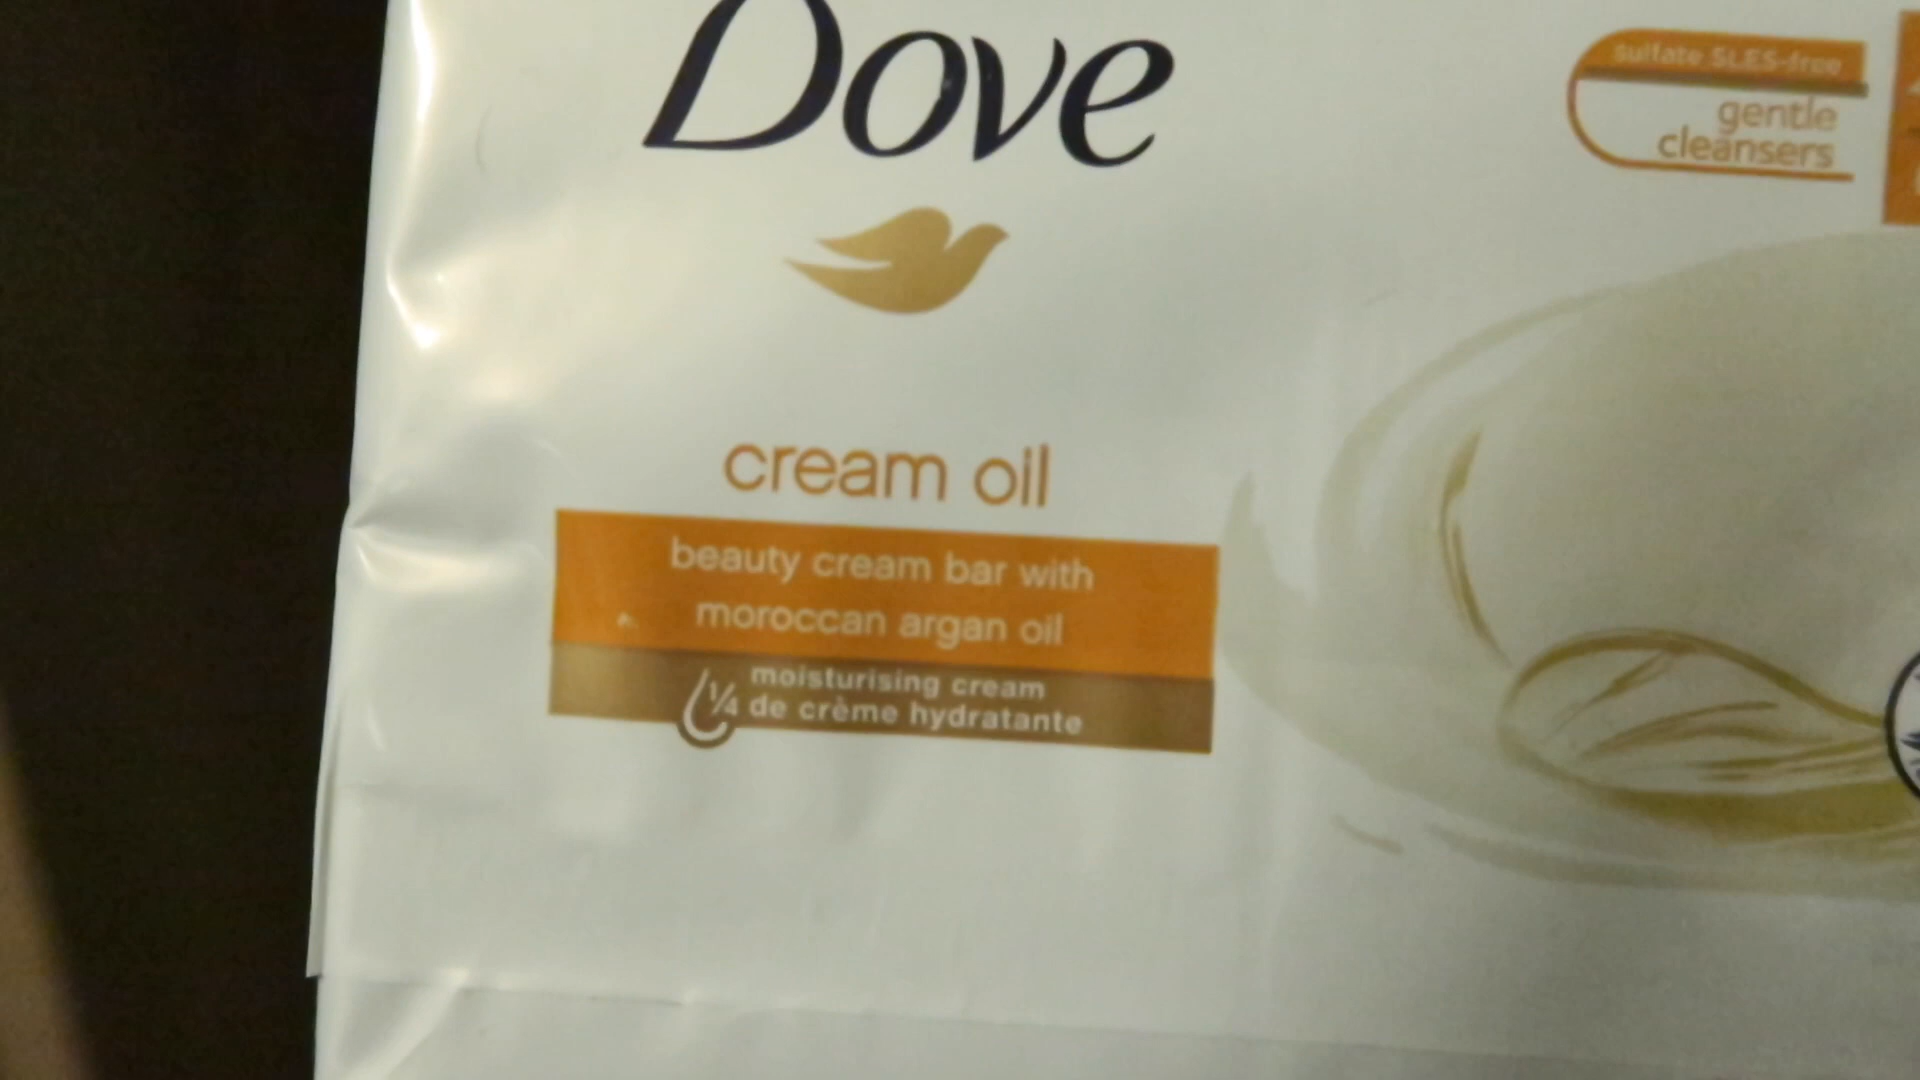 Dove
sulfate SLES-free
gentle
cleansers
cream oil
beauty cream bar with
moroccan argan oil
1/4
moisturising cream
de crème hydratante